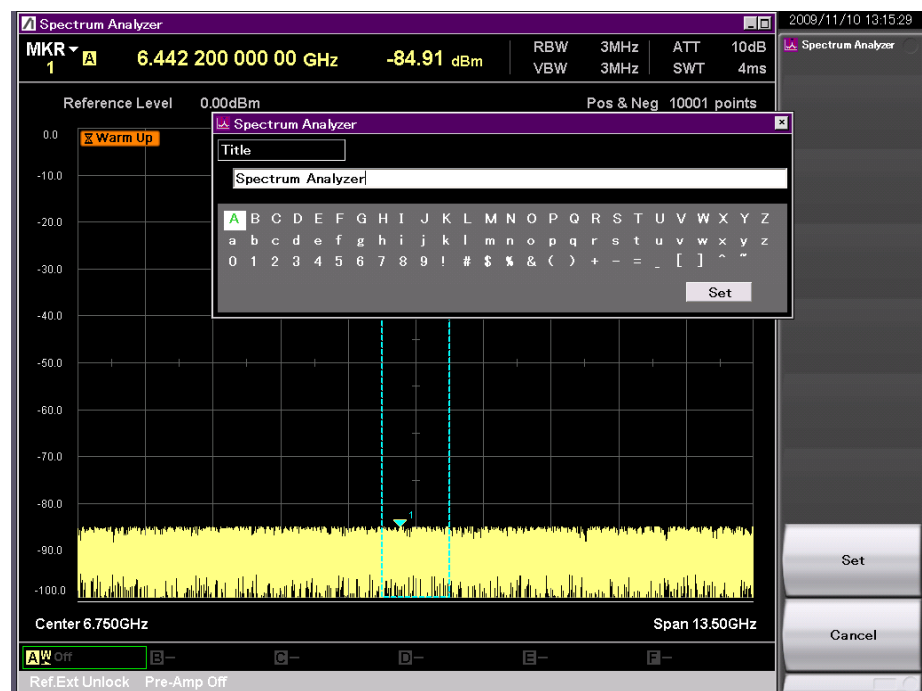 Spectrum Analyzer
2009/11/10 13:15:29
MKR 1 A 6.442 200 000 00 GHz -84.91 dBm
RBW 3MHz ATT 10dB
VBW 3MHz SWT 4ms
Spectrum Analyzer
Reference Level 0.00dBm Pos & Neg 10001 points
Warm Up
Spectrum Analyzer
Title
Spectrum Analyzer
A B C D E F G H I J K L M N O P Q R S T U V W X Y Z
a b c d e f g h i j k l m n o p q r s t u v w x y z
0 1 2 3 4 5 6 7 8 9 ! # $ % & ( ) + - = _ [ ] ^ ~
Set
0.0
-10.0
-20.0
-30.0
-40.0
-50.0
-60.0
-70.0
-80.0
-90.0
-100.0
1
Center 6.750GHz Span 13.50GHz
A W Off B - C - D - E - F -
Ref.Ext Unlock Pre-Amp Off
Set
Cancel